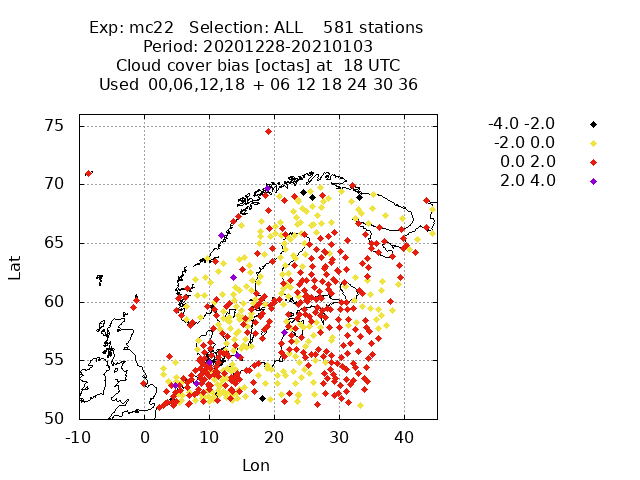 Exp: mc22   Selection: ALL    581 stations
Period: 20201228-20210103
Cloud cover bias [octas] at  18 UTC
Used  00,06,12,18  + 06 12 18 24 30 36
-4.0 -2.0
-2.0 0.0
0.0 2.0
2.0 4.0
75
70
65
60
55
50
Lat
-10 0 10 20 30 40
Lon